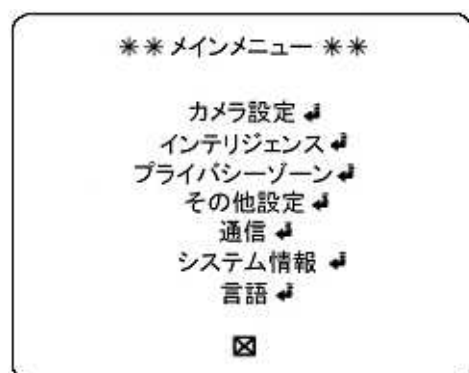 ＊＊メインメニュー＊＊
カメラ設定 ↲
インテリジェンス ↲
プライバシーゾーン ↲
その他設定 ↲
通信 ↲
システム情報 ↲
言語 ↲
☒